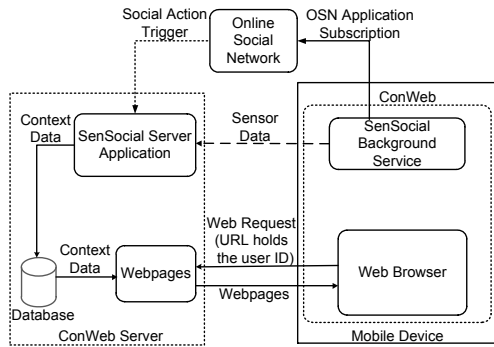 Social Action
Trigger
Online
Social
Network
OSN Application
Subscription
ConWeb
Context
Data
SenSocial Server
Application
Sensor
Data
SenSocial
Background
Service
Web Request
(URL holds
the user ID)
Context
Data
Webpages
Web Browser
Webpages
Database
ConWeb Server
Mobile Device